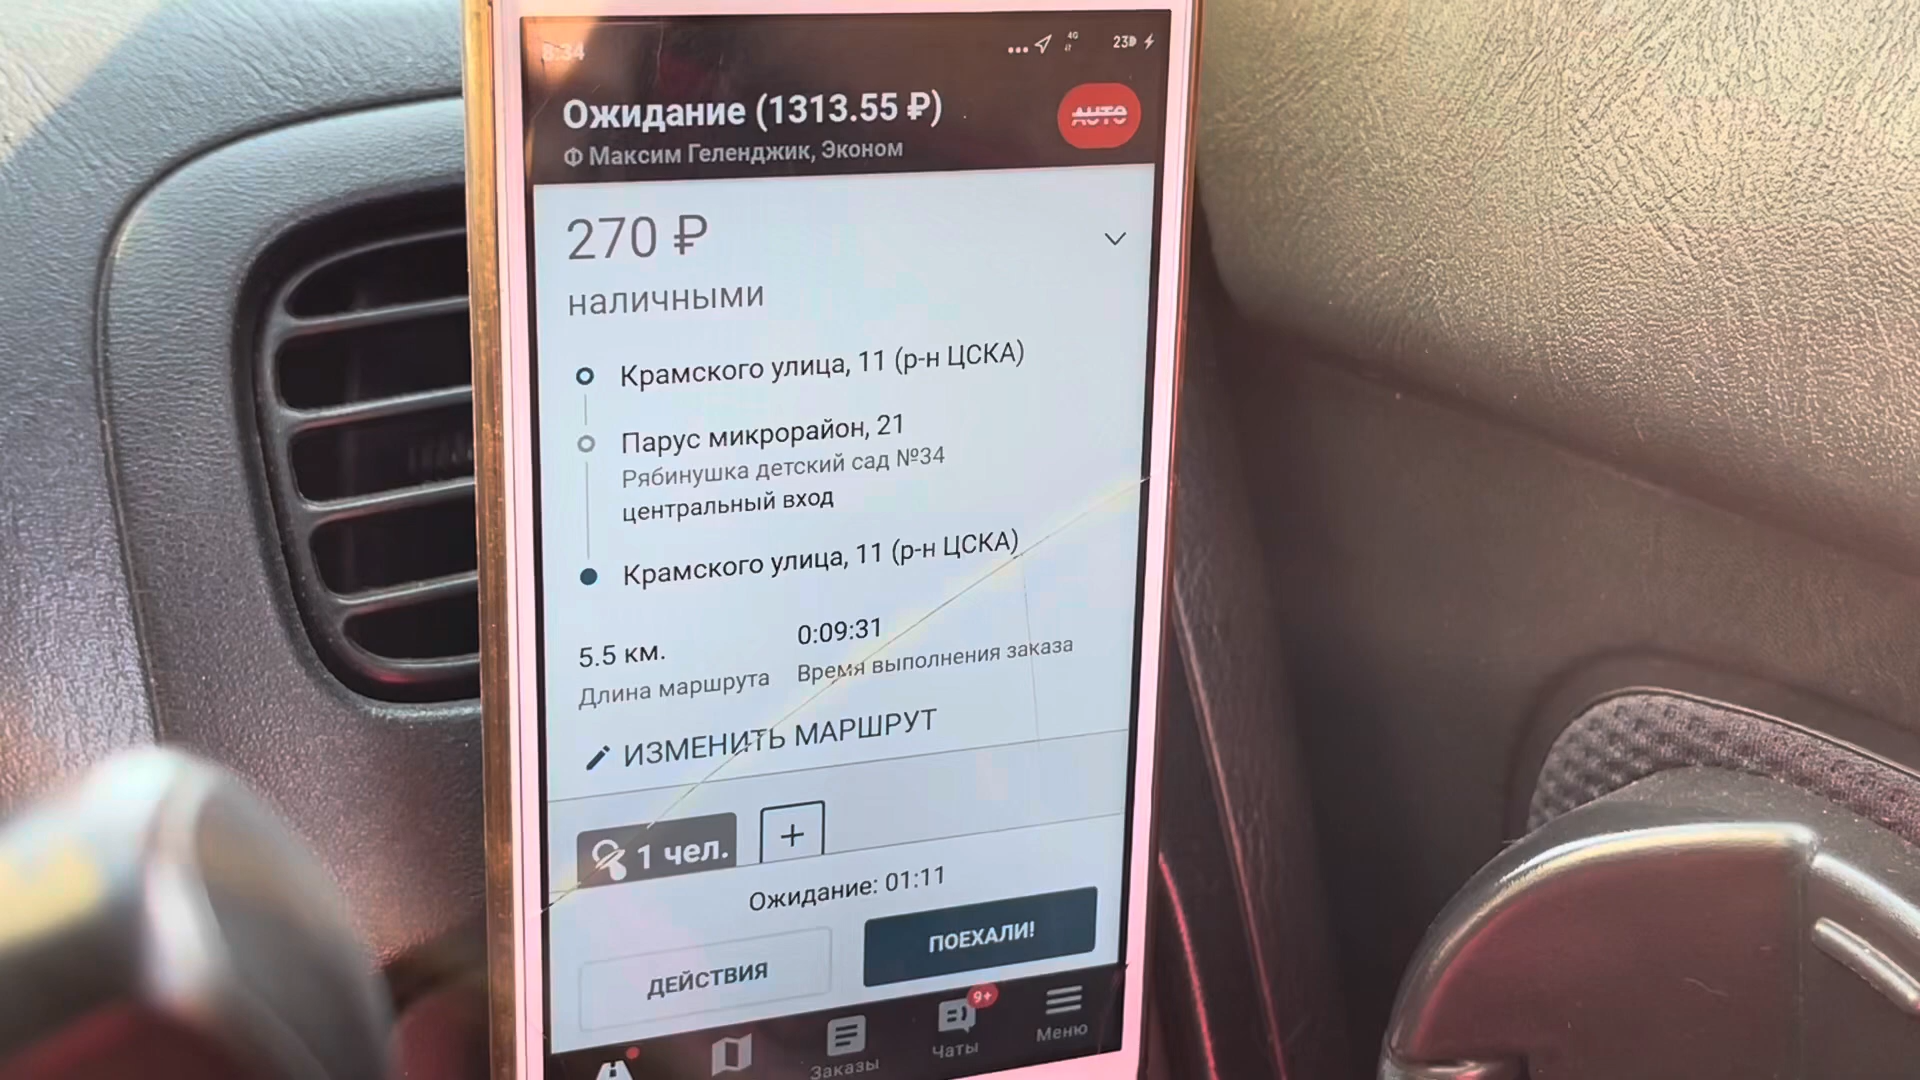 8:34
4G
23
Ожидание (1313.55 ₽)
AUTO
Ф Максим Геленджик, Эконом
270 ₽
наличными
Крамского улица, 11 (р-н ЦСКА)
Парус микрорайон, 21
Рябинушка детский сад №34
центральный вход
Крамского улица, 11 (р-н ЦСКА)
5.5 км.
0:09:31
Длина маршрута
Время выполнения заказа
ИЗМЕНИТЬ МАРШРУТ
1 чел.
+
Ожидание: 01:11
ДЕЙСТВИЯ
ПОЕХАЛИ!
9+
Заказы
Чаты
Меню